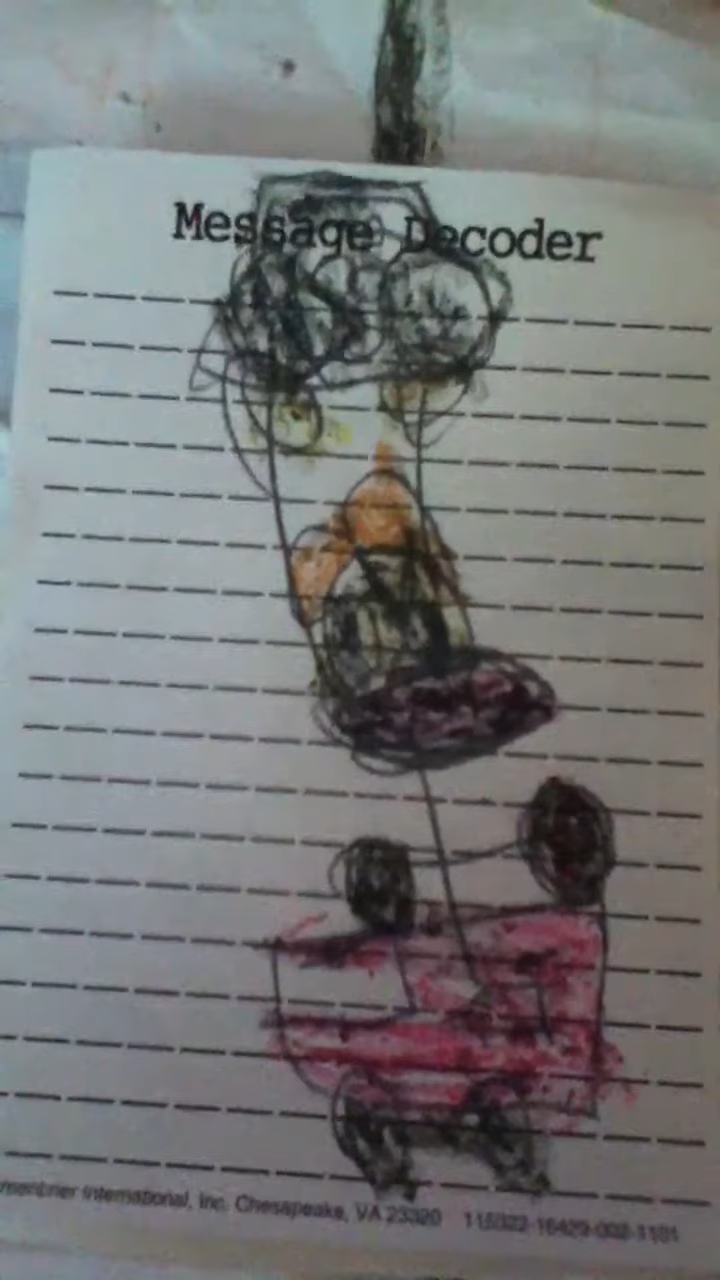 Message Decoder
International, Inc. Chesapeake, VA 23320